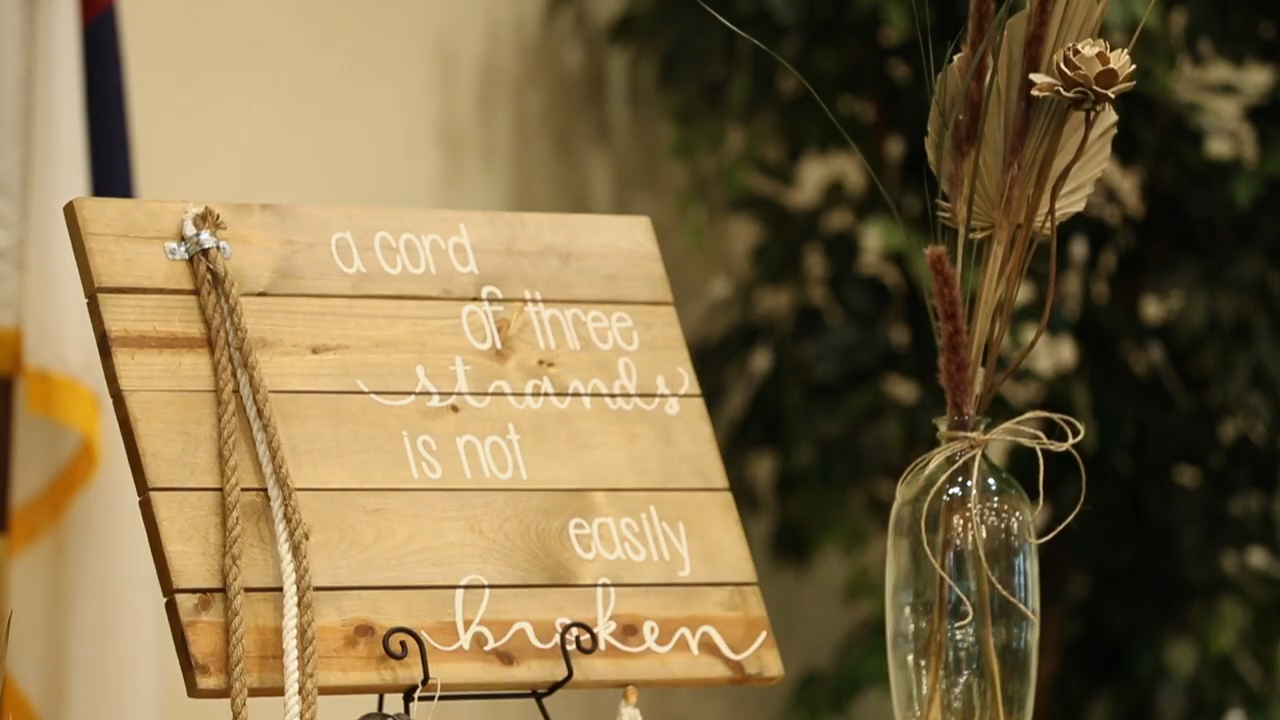 a cord
of three
strands
is not
easily
broken